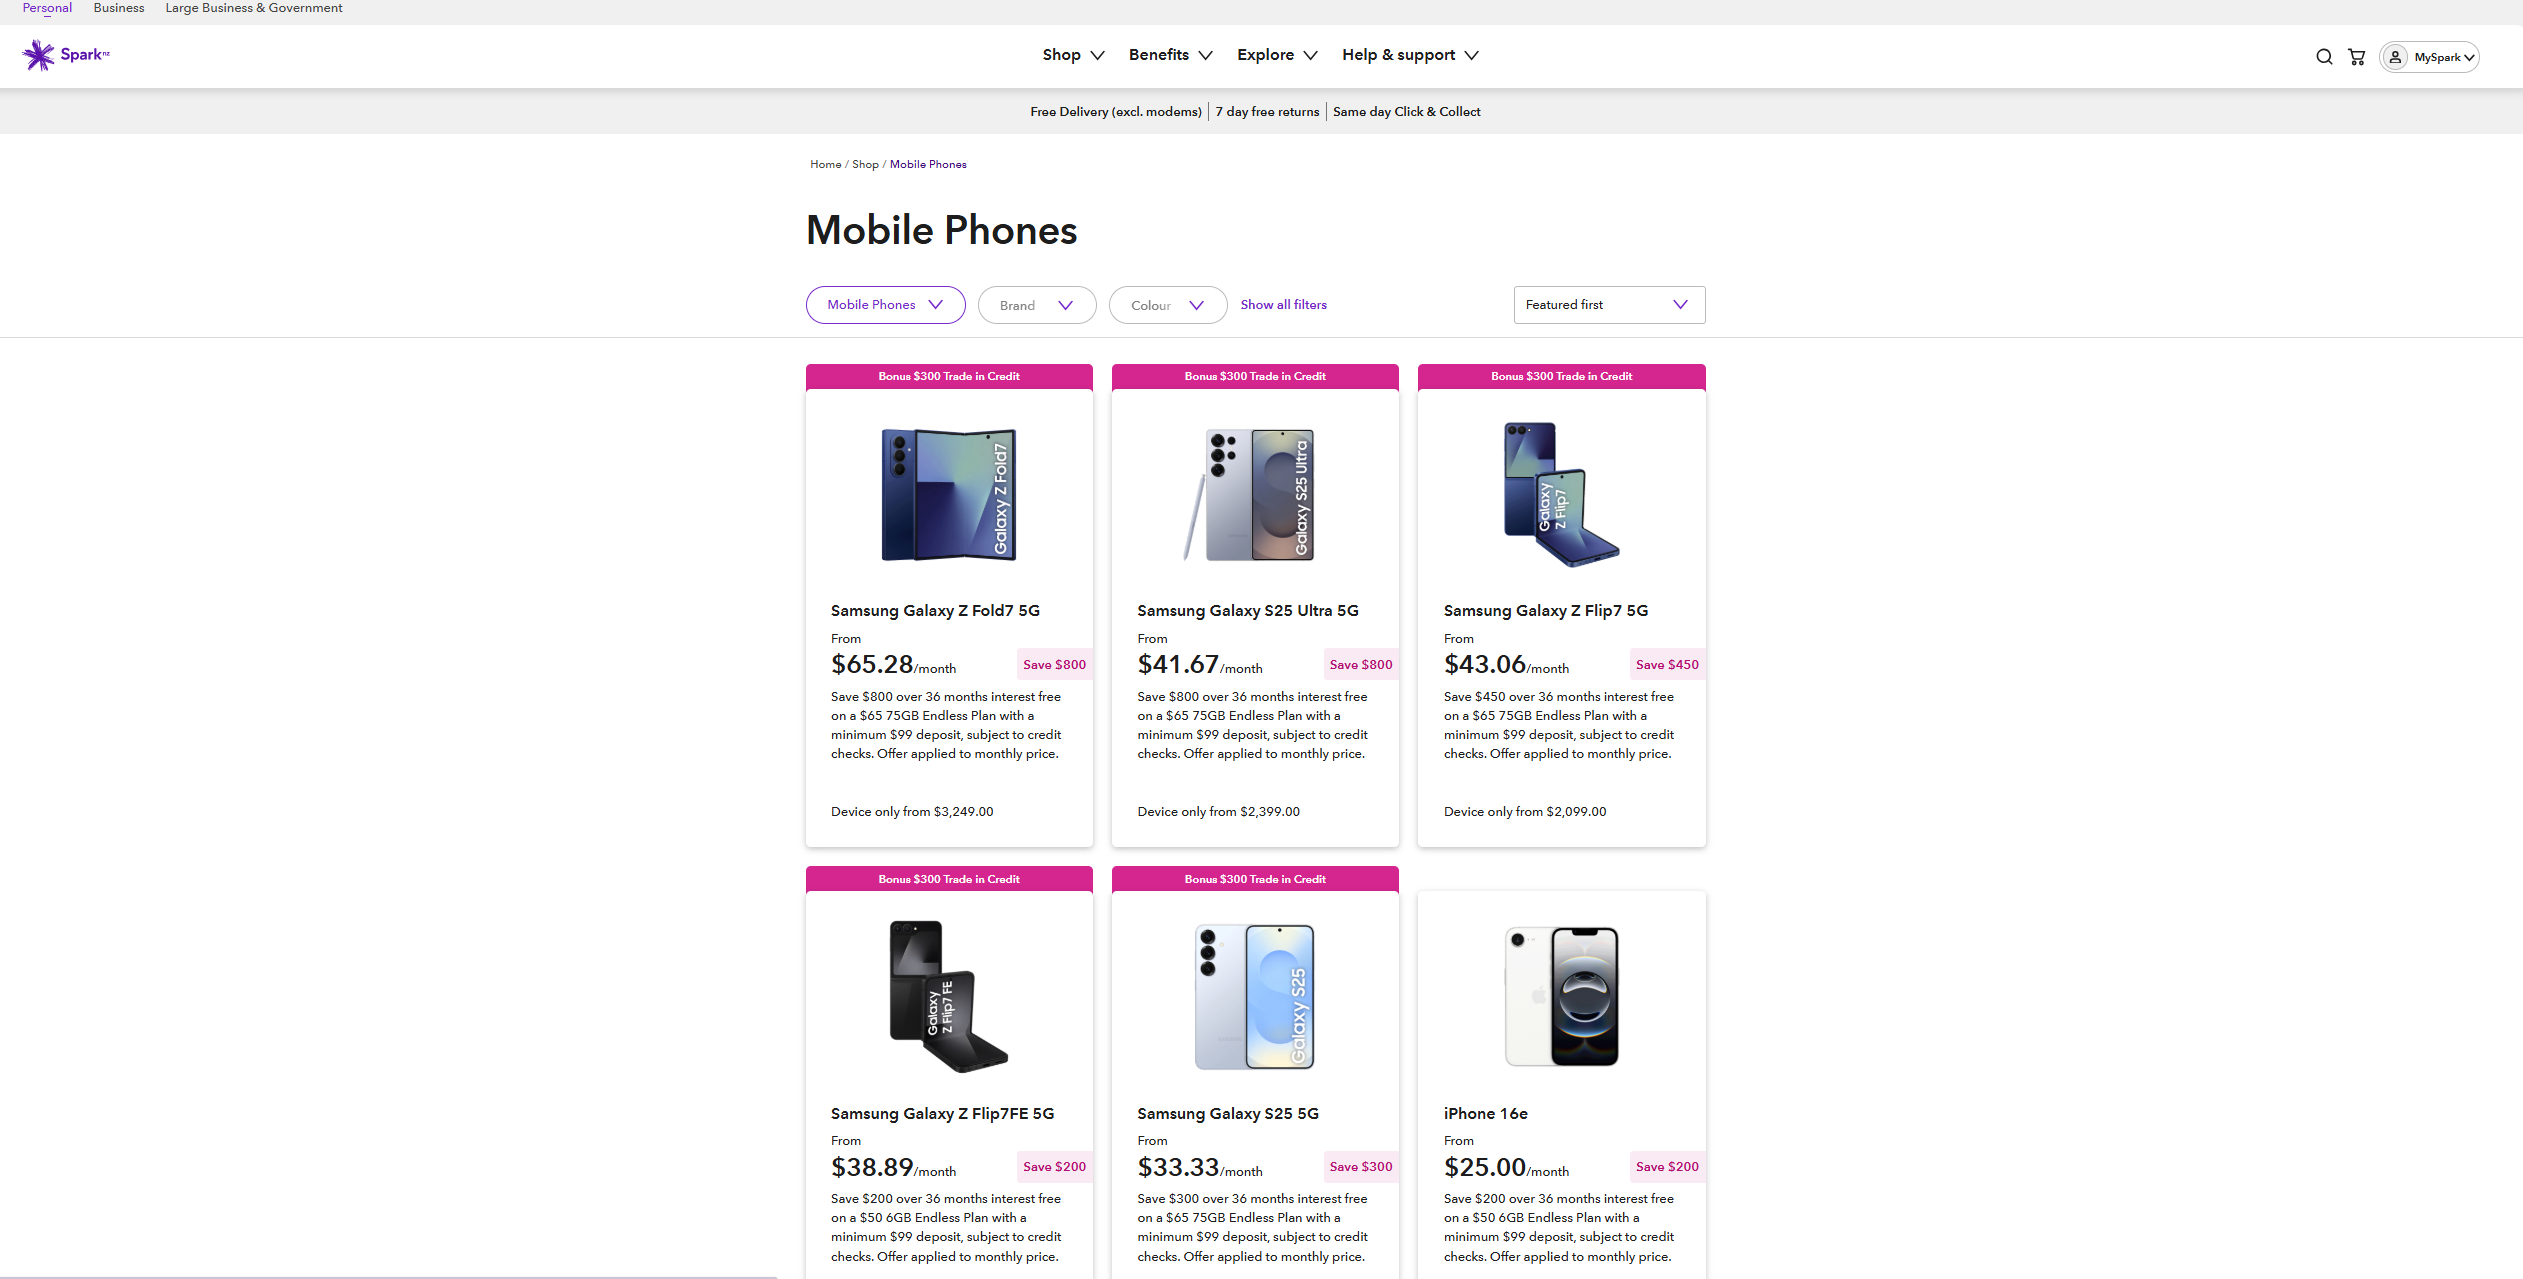 Personal Business Large Business & Government
Spark nz
Shop Benefits Explore Help & support
MySpark
Free Delivery (excl. modems) | 7 day free returns | Same day Click & Collect
Home / Shop / Mobile Phones
Mobile Phones
Mobile Phones Brand Colour Show all filters Featured first
Bonus $300 Trade in Credit
Galaxy Z Fold7
Samsung Galaxy Z Fold7 5G
From
$65.28/month Save $800
Save $800 over 36 months interest free
on a $65 75GB Endless Plan with a
minimum $99 deposit, subject to credit
checks. Offer applied to monthly price.
Device only from $3,249.00
Bonus $300 Trade in Credit
Galaxy S25 Ultra
Samsung Galaxy S25 Ultra 5G
From
$41.67/month Save $800
Save $800 over 36 months interest free
on a $65 75GB Endless Plan with a
minimum $99 deposit, subject to credit
checks. Offer applied to monthly price.
Device only from $2,399.00
Bonus $300 Trade in Credit
Galaxy
Z Flip7
Samsung Galaxy Z Flip7 5G
From
$43.06/month Save $450
Save $450 over 36 months interest free
on a $65 75GB Endless Plan with a
minimum $99 deposit, subject to credit
checks. Offer applied to monthly price.
Device only from $2,099.00
Bonus $300 Trade in Credit
Galaxy
Z Flip7 FE
Samsung Galaxy Z Flip7FE 5G
From
$38.89/month Save $200
Save $200 over 36 months interest free
on a $50 6GB Endless Plan with a
minimum $99 deposit, subject to credit
checks. Offer applied to monthly price.
Bonus $300 Trade in Credit
Galaxy S25
Samsung Galaxy S25 5G
From
$33.33/month Save $300
Save $300 over 36 months interest free
on a $65 75GB Endless Plan with a
minimum $99 deposit, subject to credit
checks. Offer applied to monthly price.
iPhone 16e
From
$25.00/month Save $200
Save $200 over 36 months interest free
on a $50 6GB Endless Plan with a
minimum $99 deposit, subject to credit
checks. Offer applied to monthly price.